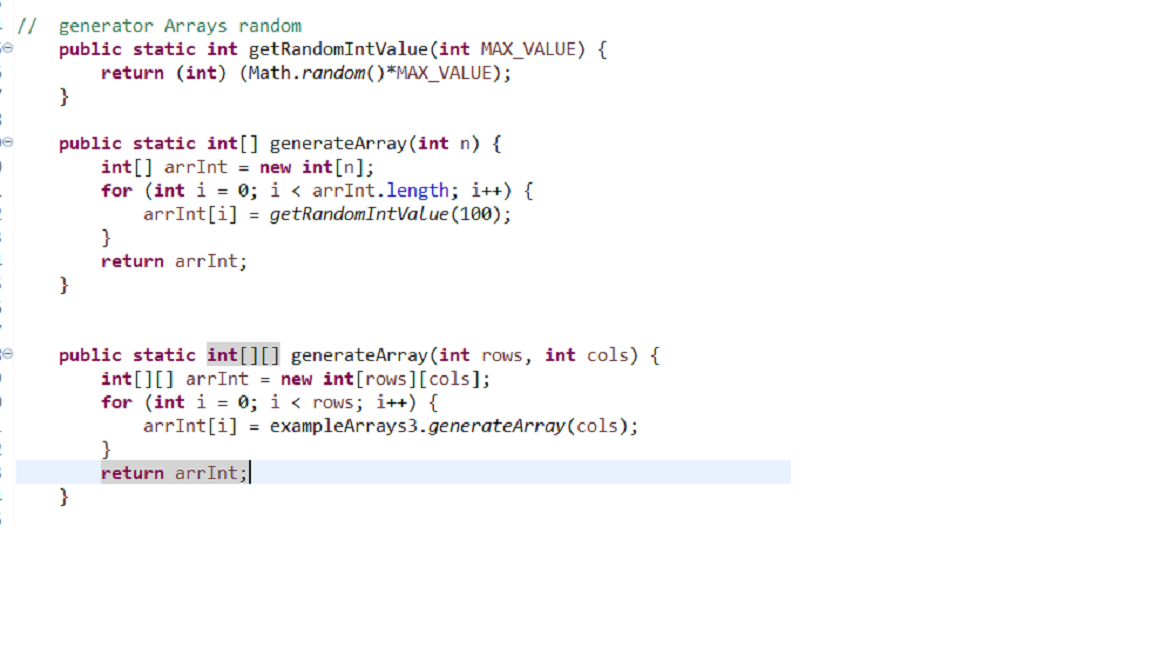 //  generator Arrays random
    public static int getRandomIntValue(int MAX_VALUE) {
        return (int) (Math.random()*MAX_VALUE);
    }
    public static int[] generateArray(int n) {
        int[] arrInt = new int[n];
        for (int i = 0; i < arrInt.length; i++) {
            arrInt[i] = getRandomIntValue(100);
        }
        return arrInt;
    }
    public static int[][] generateArray(int rows, int cols) {
        int[][] arrInt = new int[rows][cols];
        for (int i = 0; i < rows; i++) {
            arrInt[i] = exampleArrays3.generateArray(cols);
        }
        return arrInt;
    }